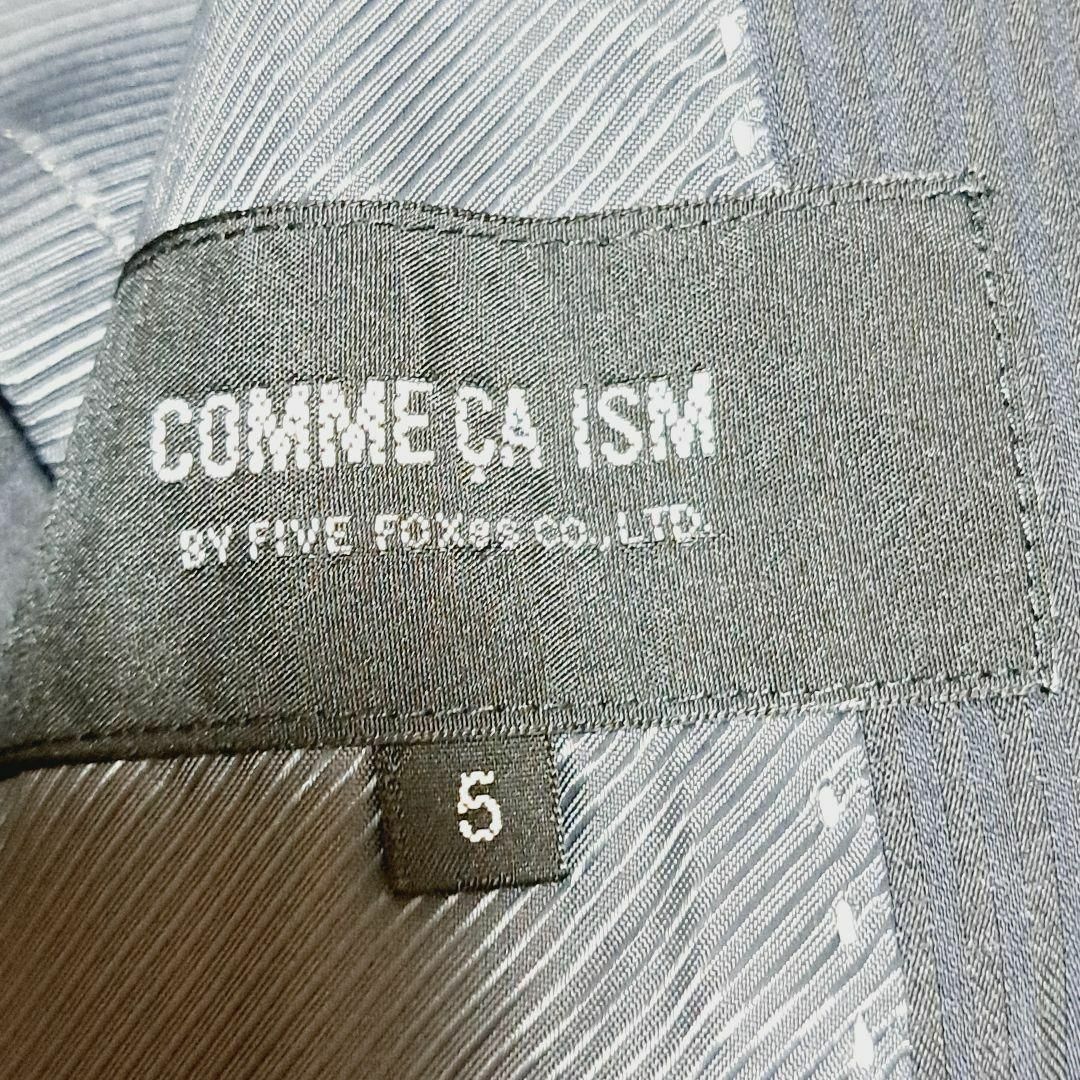 COMME ÇA ISM
BY FIVE FOXes CO., LTD.
5